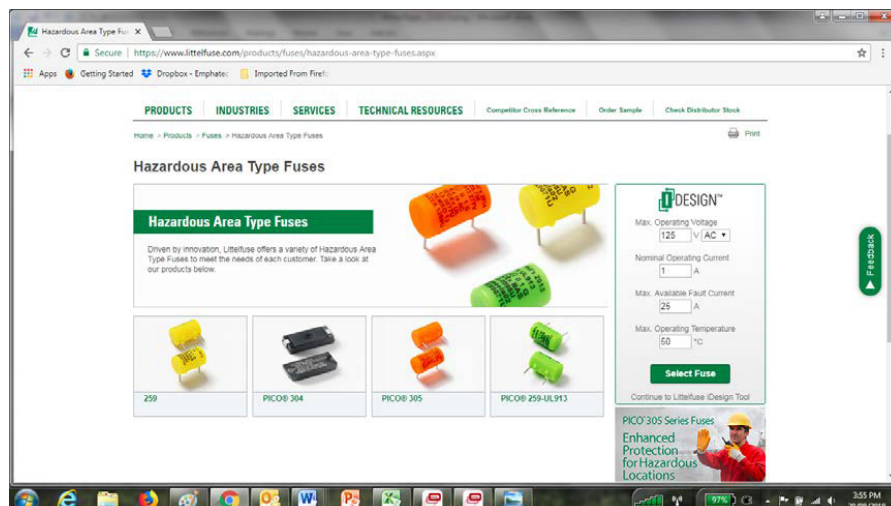 Hazardous Area Type Fu
Secure | https://www.littelfuse.com/products/fuses/hazardous-area-type-fuses.aspx
Apps Getting Started Dropbox - Emphatec Imported From Firef
PRODUCTS INDUSTRIES SERVICES TECHNICAL RESOURCES Competitor Cross Reference Order Sample Check Distributor Stock
Home > Products > Fuses > Hazardous Area Type Fuses Print
Hazardous Area Type Fuses
Hazardous Area Type Fuses
Driven by innovation, Littelfuse offers a variety of Hazardous Area
Type Fuses to meet the needs of each customer. Take a look at
our products below.
259
PICO® 304
PICO® 305
PICO® 259-UL913
iDESIGN™
Max. Operating Voltage
125 V AC
Nominal Operating Current
1 A
Max. Available Fault Current
25 A
Max. Operating Temperature
50 °C
Select Fuse
Continue to Littelfuse iDesign Tool
PICO® 305 Series Fuses
Enhanced
Protection
for Hazardous
Locations
Feedback
97%
3:55 PM